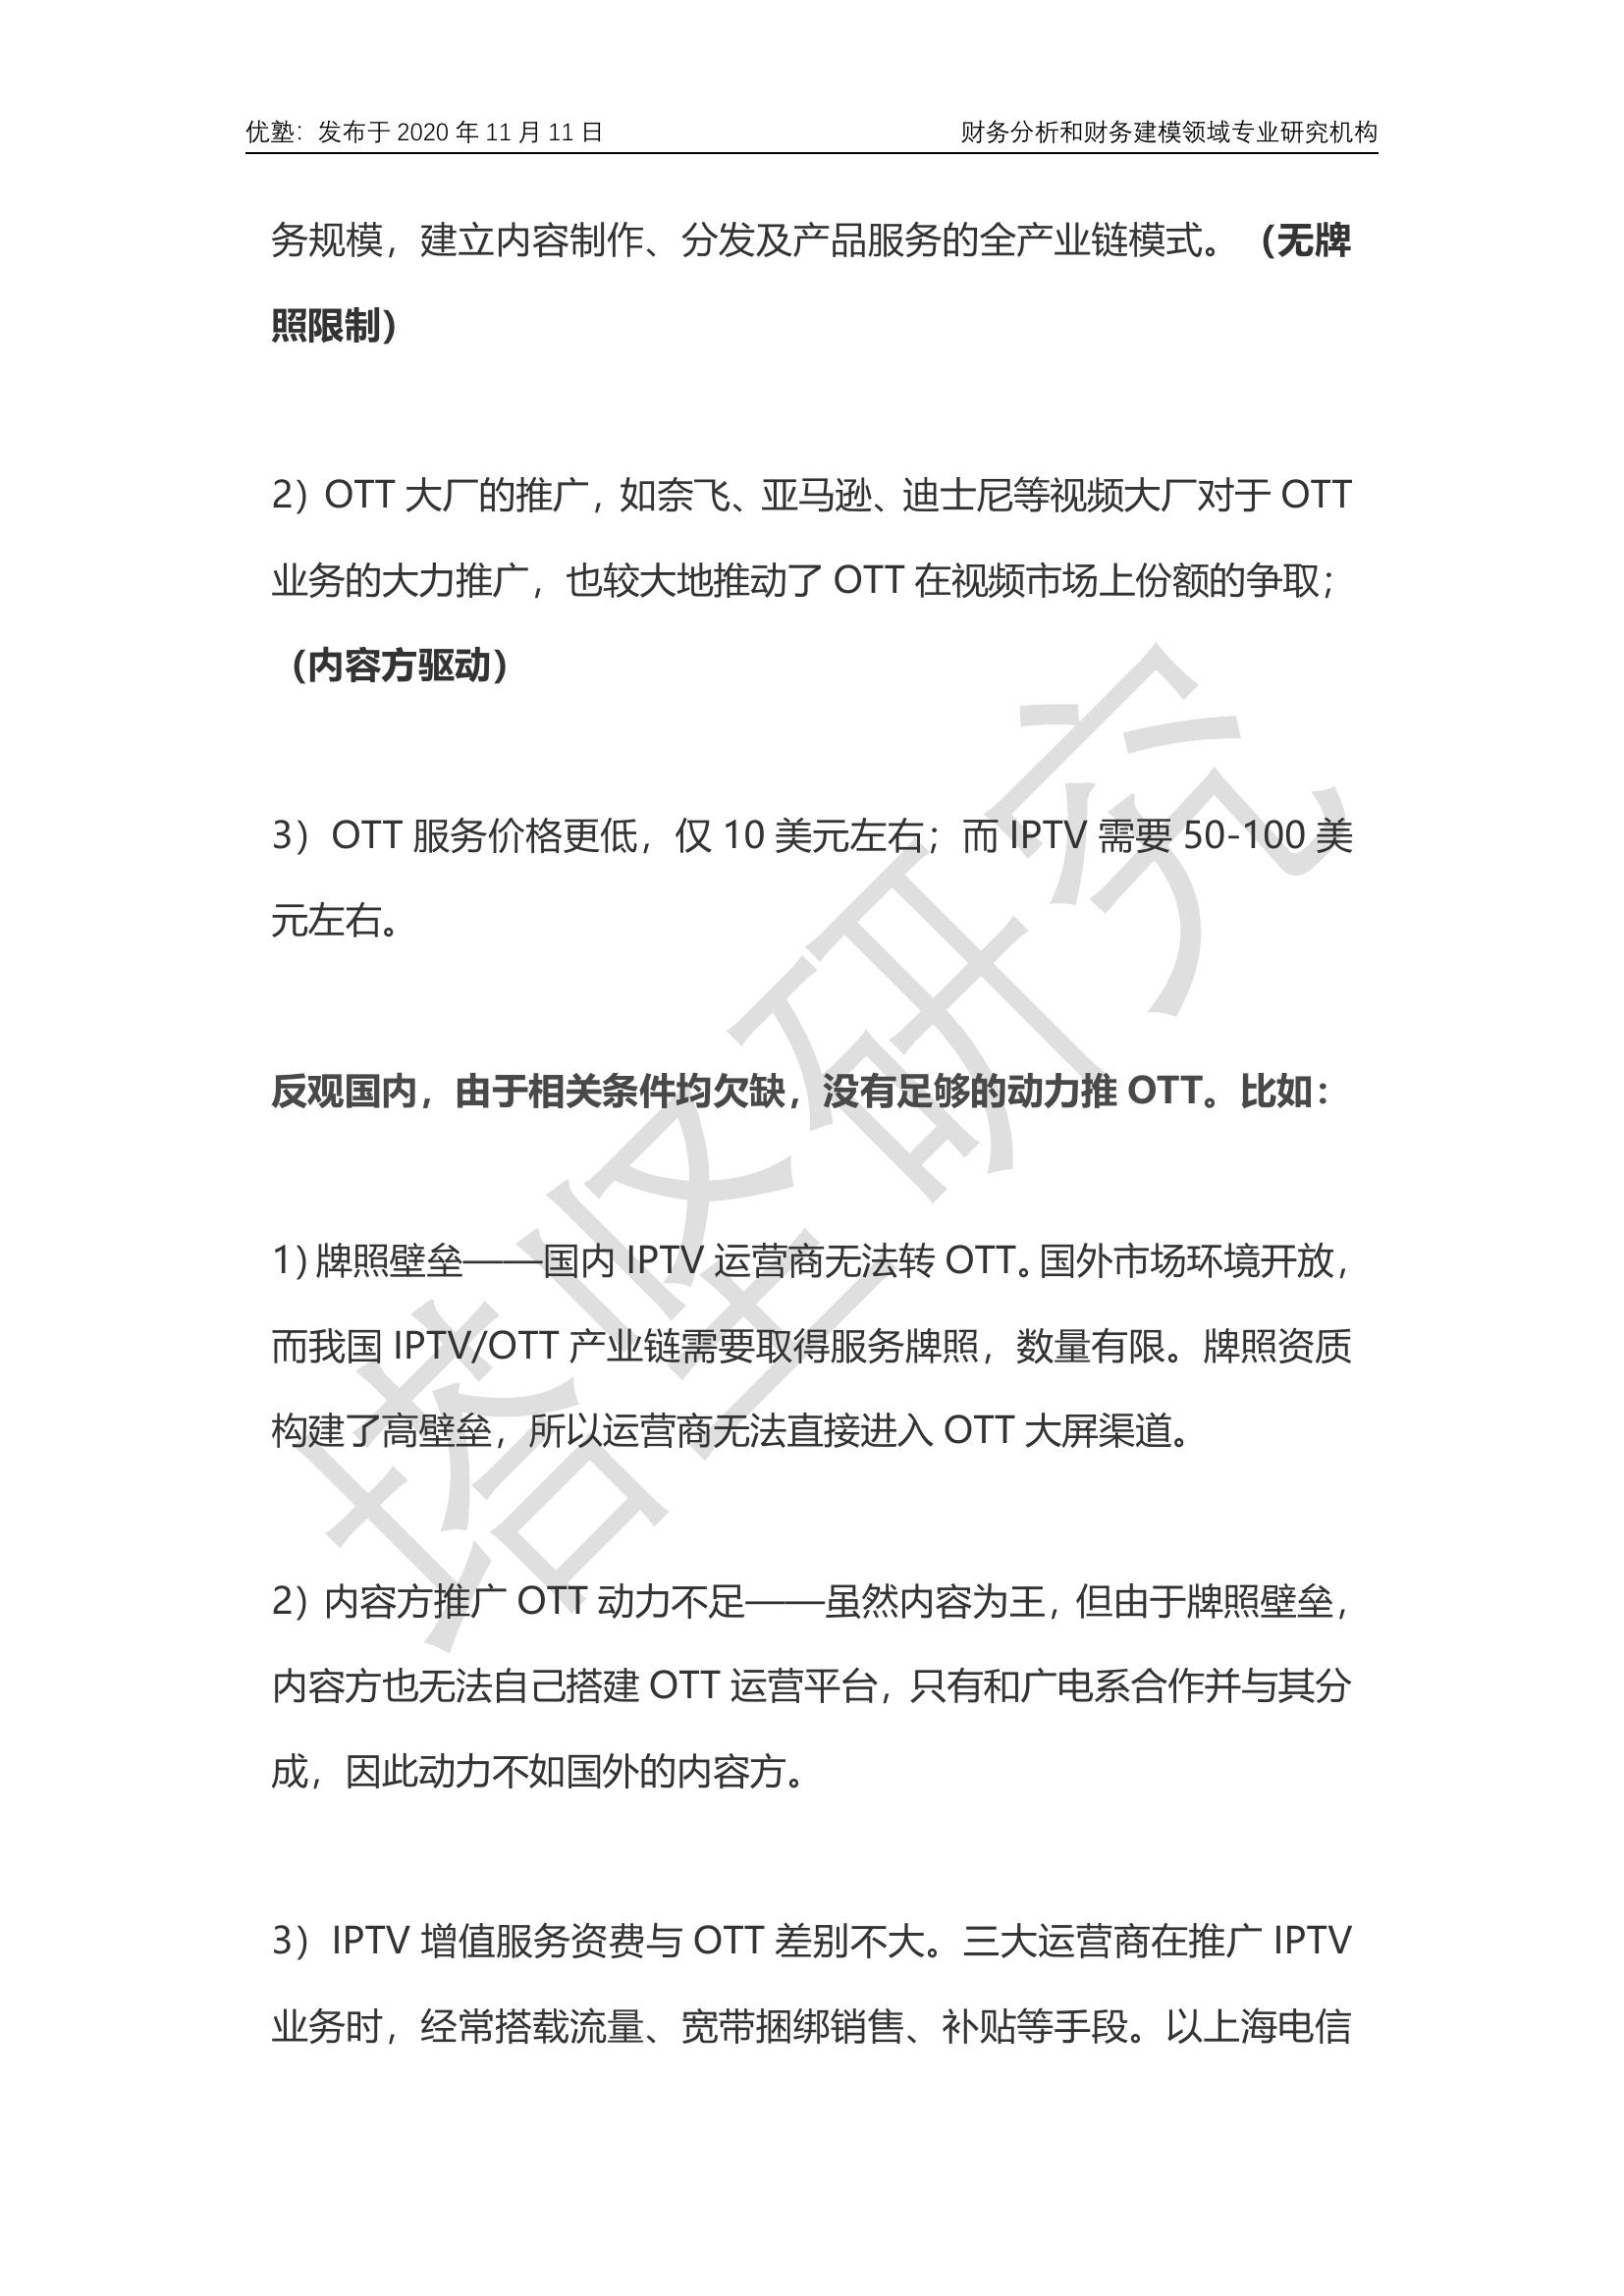 优塾：发布于 2020 年 11 月 11 日 财务分析和财务建模领域专业研究机构
务规模，建立内容制作、分发及产品服务的全产业链模式。（无牌
照限制）
2）OTT 大厂的推广，如奈飞、亚马逊、迪士尼等视频大厂对于 OTT
业务的大力推广，也较大地推动了 OTT 在视频市场上份额的争取；
（内容方驱动）
3）OTT 服务价格更低，仅 10 美元左右；而 IPTV 需要 50-100 美
元左右。
反观国内，由于相关条件均欠缺，没有足够的动力推 OTT。比如：
1）牌照壁垒——国内 IPTV 运营商无法转 OTT。国外市场环境开放，
而我国 IPTV/OTT 产业链需要取得服务牌照，数量有限。牌照资质
构建了高壁垒，所以运营商无法直接进入 OTT 大屏渠道。
2）内容方推广 OTT 动力不足——虽然内容为王，但由于牌照壁垒，
内容方也无法自己搭建 OTT 运营平台，只有和广电系合作并与其分
成，因此动力不如国外的内容方。
3）IPTV 增值服务资费与 OTT 差别不大。三大运营商在推广 IPTV
业务时，经常搭载流量、宽带捆绑销售、补贴等手段。以上海电信
塔坚研究